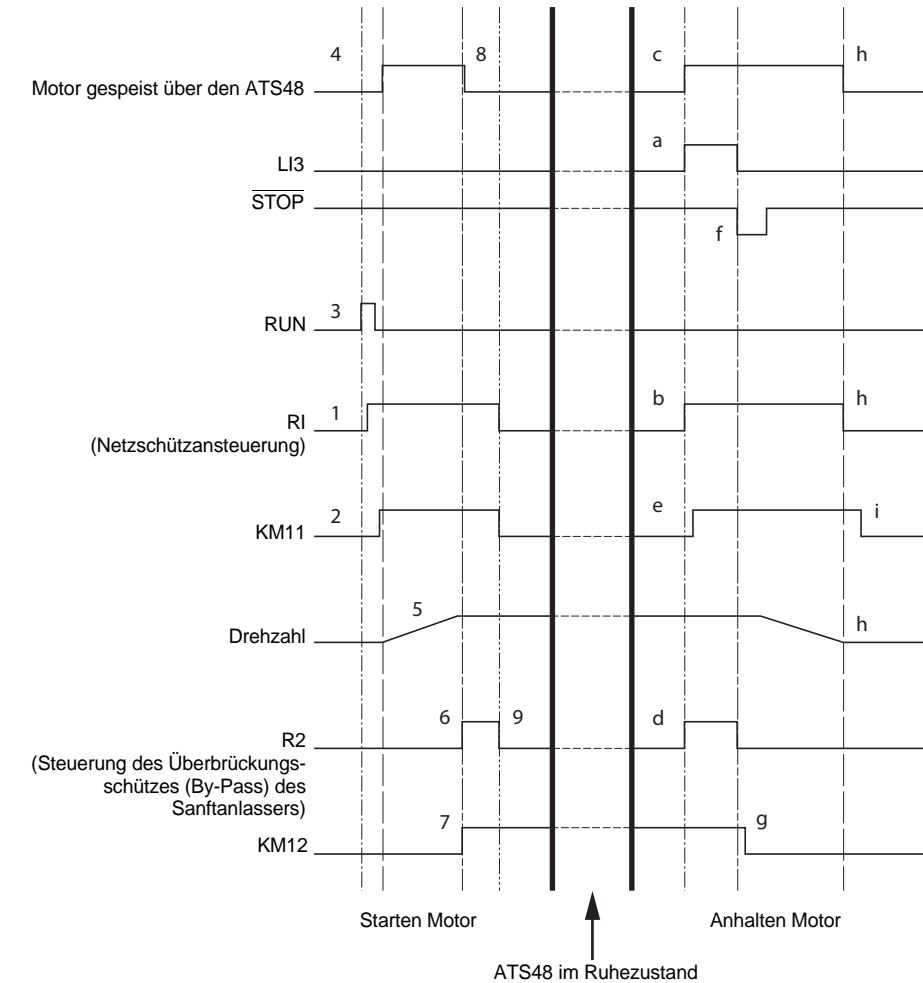 4 8 c h
Motor gespeist über den ATS48
a
LI3
STOP
f
3
RUN
1 b h
RI
(Netzschützansteuerung)
2 e i
KM11
5
Drehzahl h
6 9 d
R2
(Steuerung des Überbrückungs-
schützes (By-Pass) des
Sanftanlassers)
7 g
KM12
Starten Motor Anhalten Motor
ATS48 im Ruhezustand